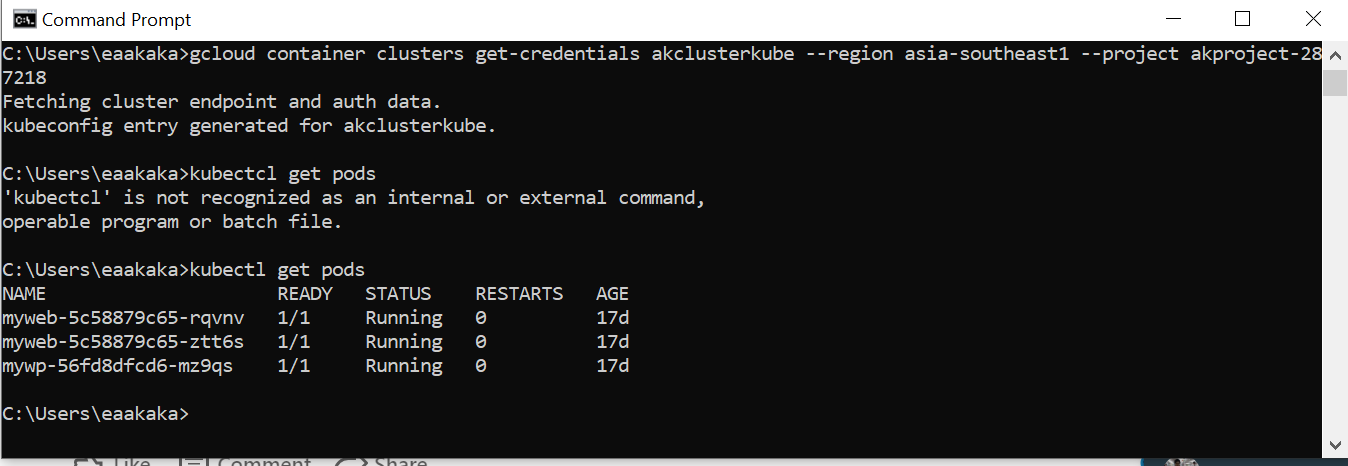 Command Prompt
C:\Users\eaakaka>gcloud container clusters get-credentials akclusterkube --region asia-southeast1 --project akproject-28
7218
Fetching cluster endpoint and auth data.
kubeconfig entry generated for akclusterkube.
C:\Users\eaakaka>kubectcl get pods
'kubectcl' is not recognized as an internal or external command,
operable program or batch file.
C:\Users\eaakaka>kubectl get pods
NAME READY STATUS RESTARTS AGE
myweb-5c58879c65-rqvnv 1/1 Running 0 17d
myweb-5c58879c65-ztt6s 1/1 Running 0 17d
mywp-56fd8dfcd6-mz9qs 1/1 Running 0 17d
C:\Users\eaakaka>
Like Comment Share